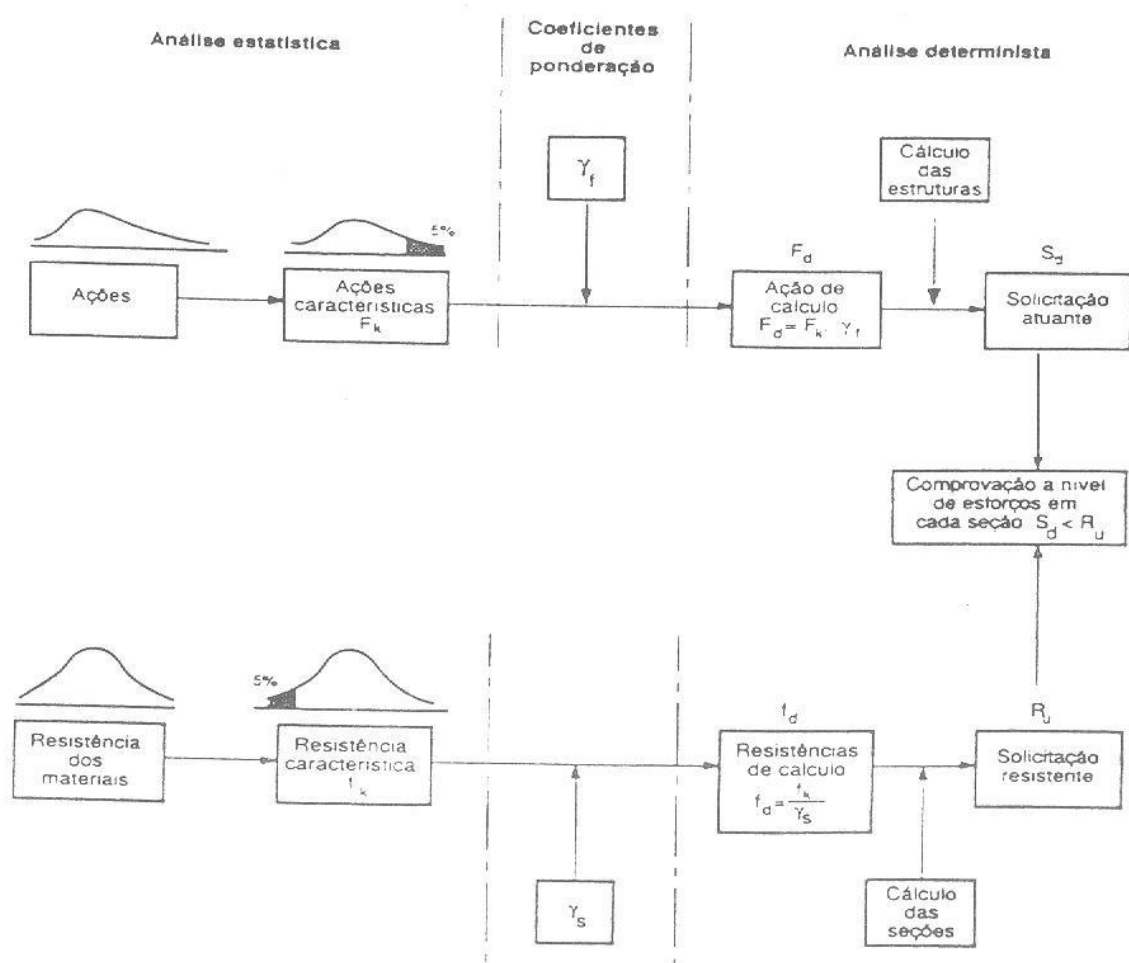 Análise estatística
Coeficientes
de
ponderação
Análise determinista
γf
Cálculo
das
estruturas
5%
Fd
Sd
Ações
Ações
características
Fk
Ação de
cálculo
Fd = Fk. γf
Solicitação
atuante
Comprovação a nível
de esforços em
cada seção Sd < Ru
5%
fd
Ru
Resistência
dos
materiais
Resistência
característica
fk
Resistências
de cálculo
fd = fk/γS
Solicitação
resistente
γS
Cálculo
das
seções